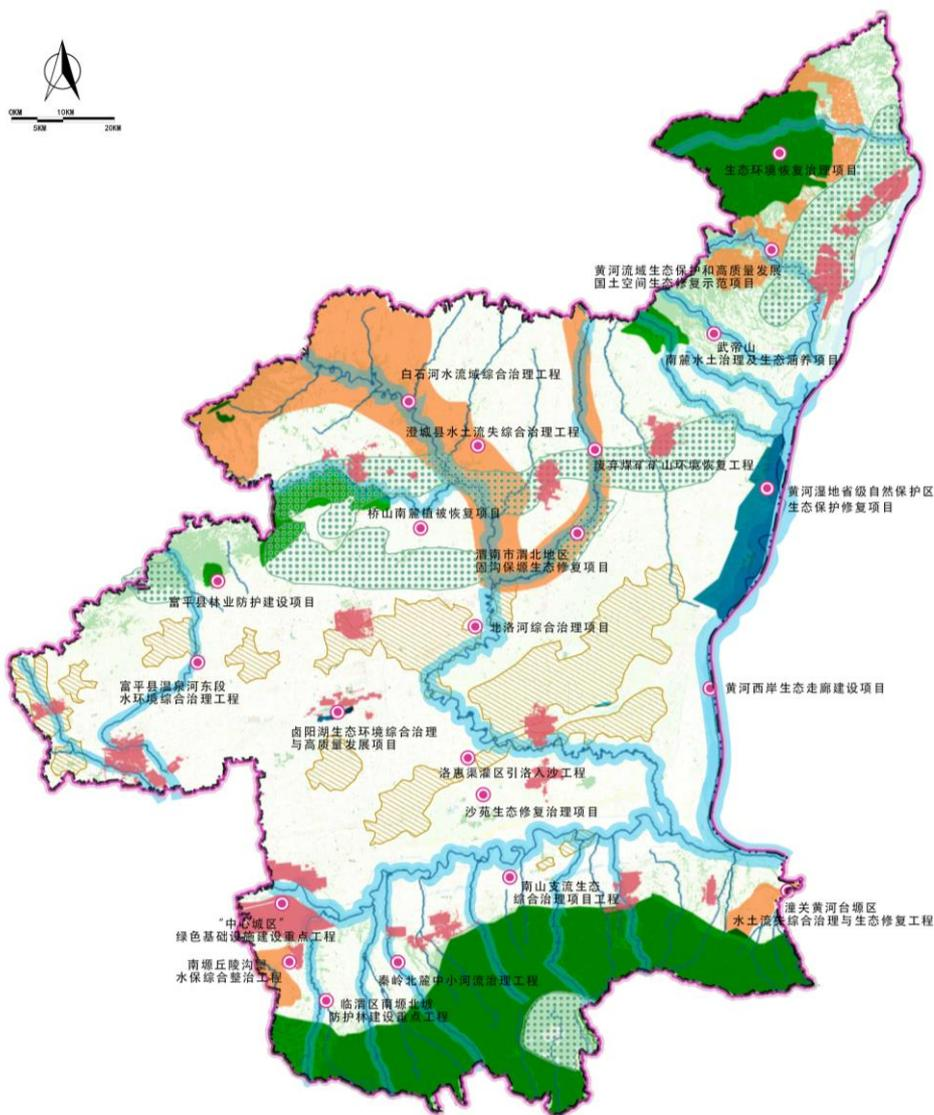 0KM 10KM
5KM 20KM
生态环境恢复治理项目
黄河流域生态保护和高质量发展
国土空间生态修复示范项目
武帝山
南麓水土治理及生态涵养项目
白石河水流域综合治理工程
澄城县水土流失综合治理工程
废弃煤矿矿山环境恢复工程
黄河湿地省级自然保护区
生态保护修复项目
桥山南麓植被恢复项目
渭南市渭北地区
固沟保塬生态修复项目
富平县林业防护建设项目
北洛河综合治理项目
富平县温泉河东段
水环境综合治理工程
黄河西岸生态走廊建设项目
卤阳湖生态环境综合治理
与高质量发展项目
洛惠渠灌区引洛入沙工程
沙苑生态修复治理项目
南山支流生态
综合治理项目工程
潼关黄河台塬区
水土流失综合治理与生态修复工程
“中心城区”
绿色基础设施建设重点工程
南塬丘陵沟壑
水保综合整治工程
秦岭北麓中小河流治理工程
临渭区南塬北坡
防护林建设重点工程